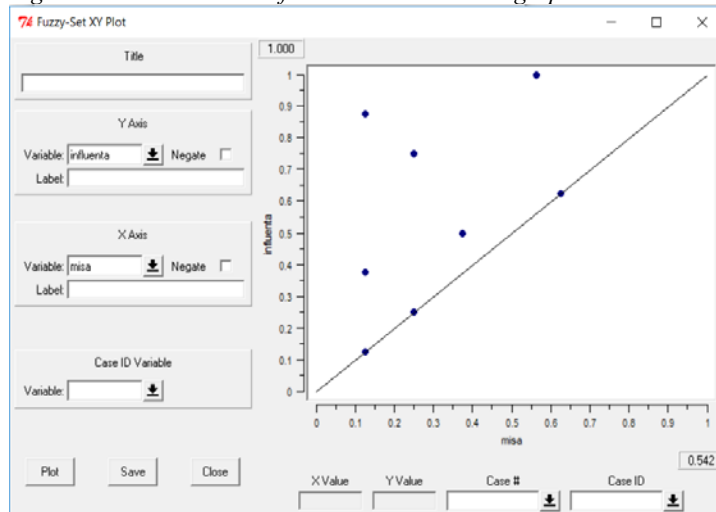 Fuzzy-Set XY Plot
Title
Y Axis
Variable: influenta Negate
Label:
X Axis
Variable: misa Negate
Label:
Case ID Variable
Variable:
Plot Save Close
1.000
1
0.9
0.8
0.7
0.6
0.5
0.4
0.3
0.2
0.1
0
influenta
0 0.1 0.2 0.3 0.4 0.5 0.6 0.7 0.8 0.9 1
misa
0.542
X Value Y Value Case # Case ID